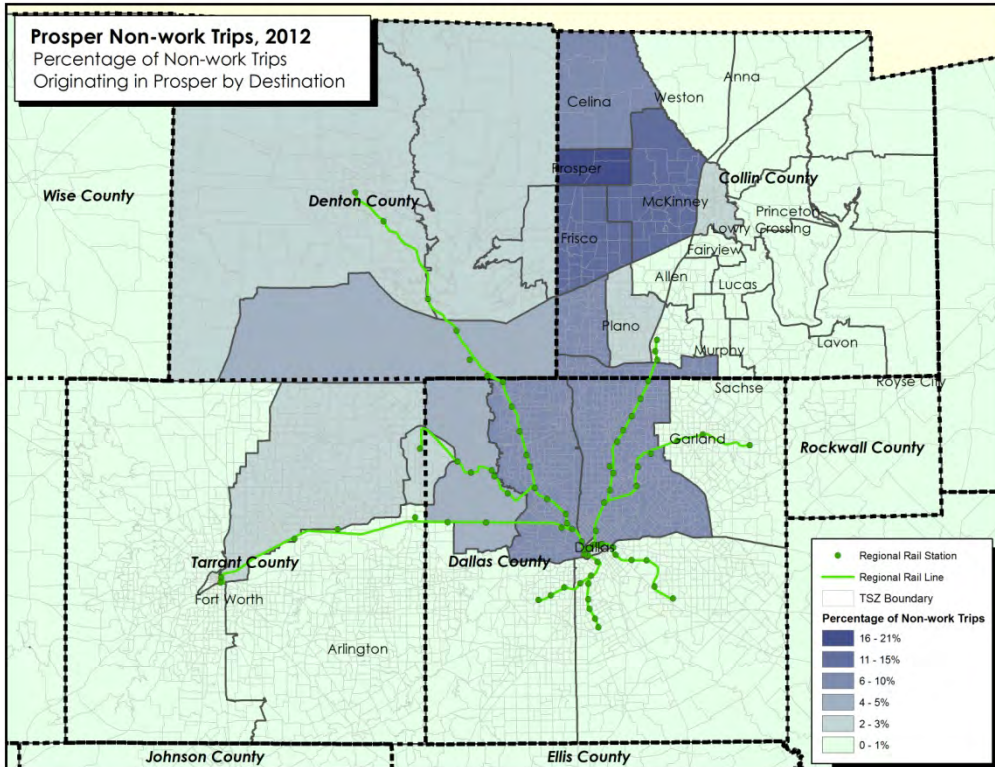 Prosper Non-work Trips, 2012
Percentage of Non-work Trips
Originating in Prosper by Destination
Anna
Weston
Celina
Prosper
Collin County
Wise County
Denton County
McKinney
Princeton
Lowry Crossing
Frisco
Fairview
Allen
Lucas
Plano
Murphy
Lavon
Sachse
Royse City
Garland
Rockwall County
Dallas
Tarrant County
Dallas County
Fort Worth
Arlington
Regional Rail Station
Regional Rail Line
TSZ Boundary
Percentage of Non-work Trips
16 - 21%
11 - 15%
6 - 10%
4 - 5%
2 - 3%
0 - 1%
Johnson County
Ellis County